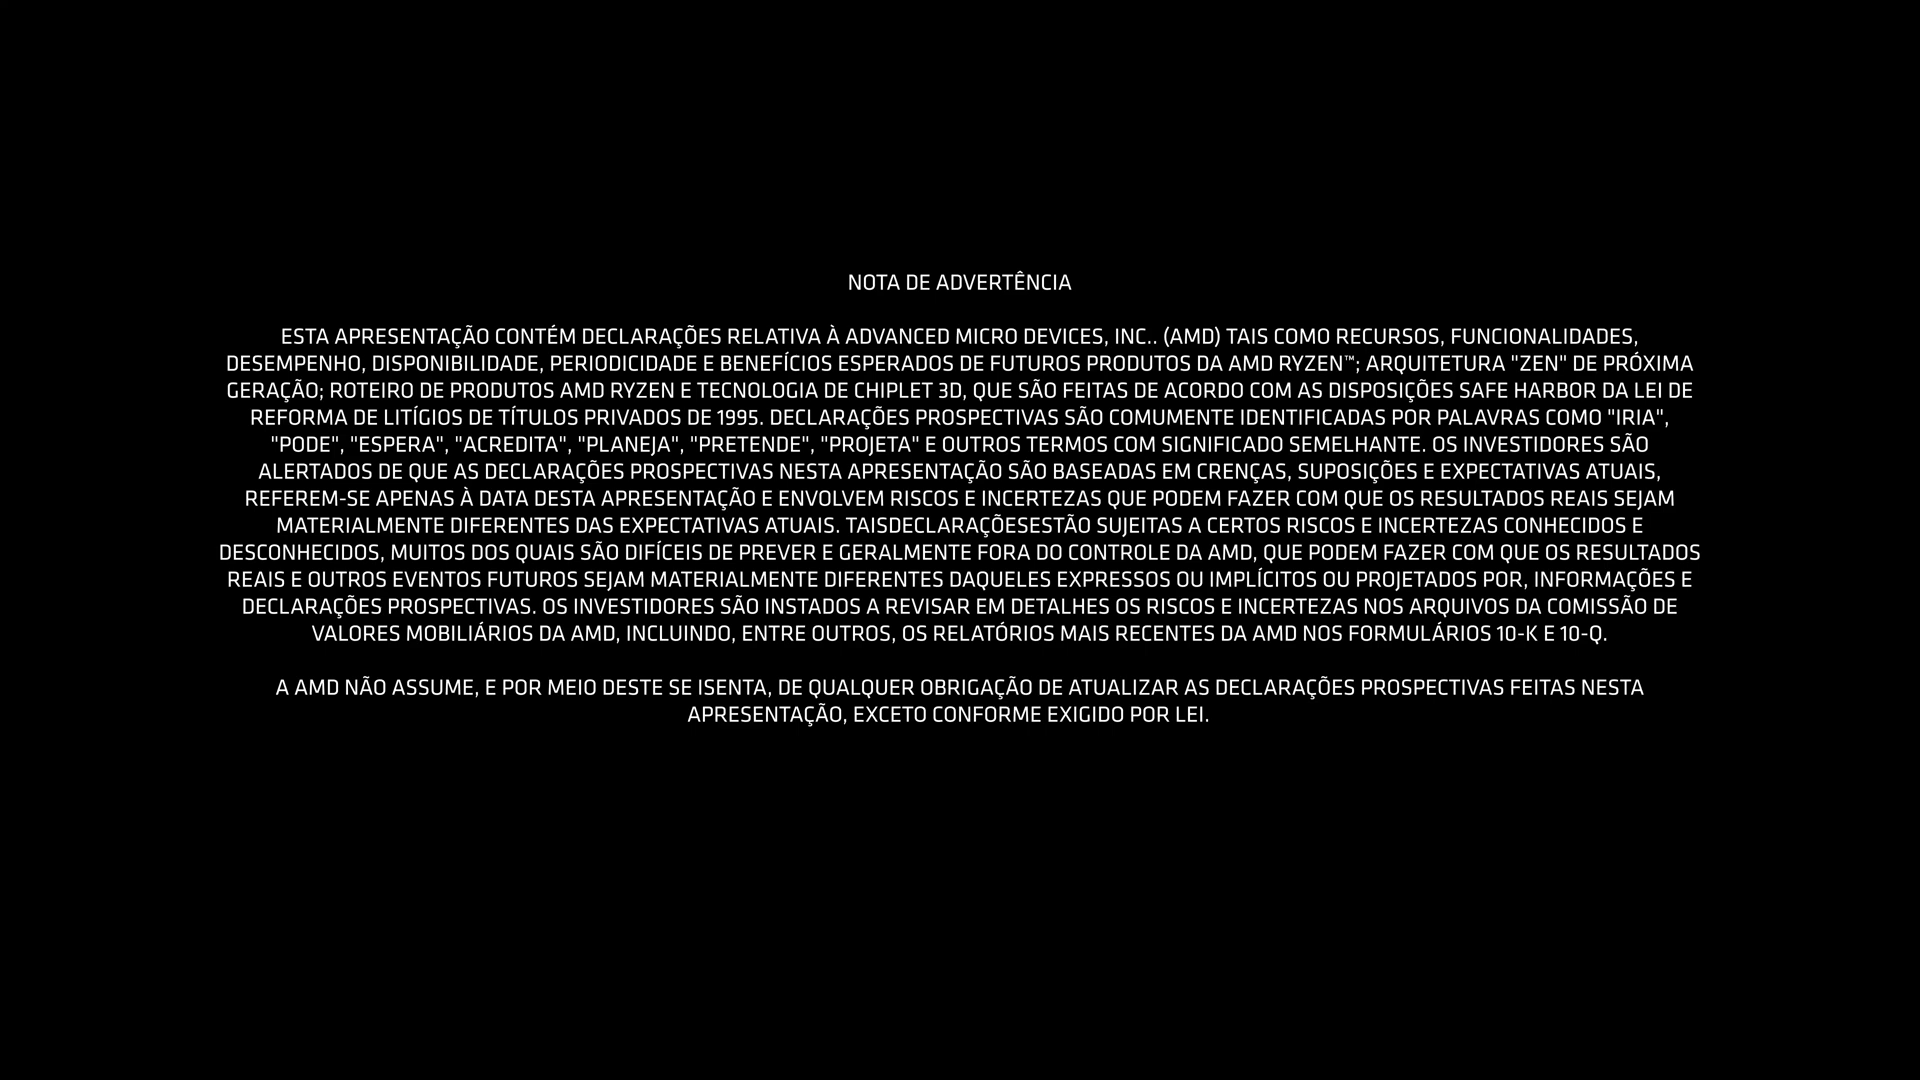 NOTA DE ADVERTÊNCIA
ESTA APRESENTAÇÃO CONTÉM DECLARAÇÕES RELATIVA À ADVANCED MICRO DEVICES, INC.. (AMD) TAIS COMO RECURSOS, FUNCIONALIDADES,
DESEMPENHO, DISPONIBILIDADE, PERIODICIDADE E BENEFÍCIOS ESPERADOS DE FUTUROS PRODUTOS DA AMD RYZEN™; ARQUITETURA "ZEN" DE PRÓXIMA
GERAÇÃO; ROTEIRO DE PRODUTOS AMD RYZEN E TECNOLOGIA DE CHIPLET 3D, QUE SÃO FEITAS DE ACORDO COM AS DISPOSIÇÕES SAFE HARBOR DA LEI DE
REFORMA DE LITÍGIOS DE TÍTULOS PRIVADOS DE 1995. DECLARAÇÕES PROSPECTIVAS SÃO COMUMENTE IDENTIFICADAS POR PALAVRAS COMO "IRIA",
"PODE", "ESPERA", "ACREDITA", "PLANEJA", "PRETENDE", "PROJETA" E OUTROS TERMOS COM SIGNIFICADO SEMELHANTE. OS INVESTIDORES SÃO
ALERTADOS DE QUE AS DECLARAÇÕES PROSPECTIVAS NESTA APRESENTAÇÃO SÃO BASEADAS EM CRENÇAS, SUPOSIÇÕES E EXPECTATIVAS ATUAIS,
REFEREM-SE APENAS À DATA DESTA APRESENTAÇÃO E ENVOLVEM RISCOS E INCERTEZAS QUE PODEM FAZER COM QUE OS RESULTADOS REAIS SEJAM
MATERIALMENTE DIFERENTES DAS EXPECTATIVAS ATUAIS. TAISDECLARAÇÕESESTÃO SUJEITAS A CERTOS RISCOS E INCERTEZAS CONHECIDOS E
DESCONHECIDOS, MUITOS DOS QUAIS SÃO DIFÍCEIS DE PREVER E GERALMENTE FORA DO CONTROLE DA AMD, QUE PODEM FAZER COM QUE OS RESULTADOS
REAIS E OUTROS EVENTOS FUTUROS SEJAM MATERIALMENTE DIFERENTES DAQUELES EXPRESSOS OU IMPLÍCITOS OU PROJETADOS POR, INFORMAÇÕES E
DECLARAÇÕES PROSPECTIVAS. OS INVESTIDORES SÃO INSTADOS A REVISAR EM DETALHES OS RISCOS E INCERTEZAS NOS ARQUIVOS DA COMISSÃO DE
VALORES MOBILIÁRIOS DA AMD, INCLUINDO, ENTRE OUTROS, OS RELATÓRIOS MAIS RECENTES DA AMD NOS FORMULÁRIOS 10-K E 10-Q.
A AMD NÃO ASSUME, E POR MEIO DESTE SE ISENTA, DE QUALQUER OBRIGAÇÃO DE ATUALIZAR AS DECLARAÇÕES PROSPECTIVAS FEITAS NESTA
APRESENTAÇÃO, EXCETO CONFORME EXIGIDO POR LEI.